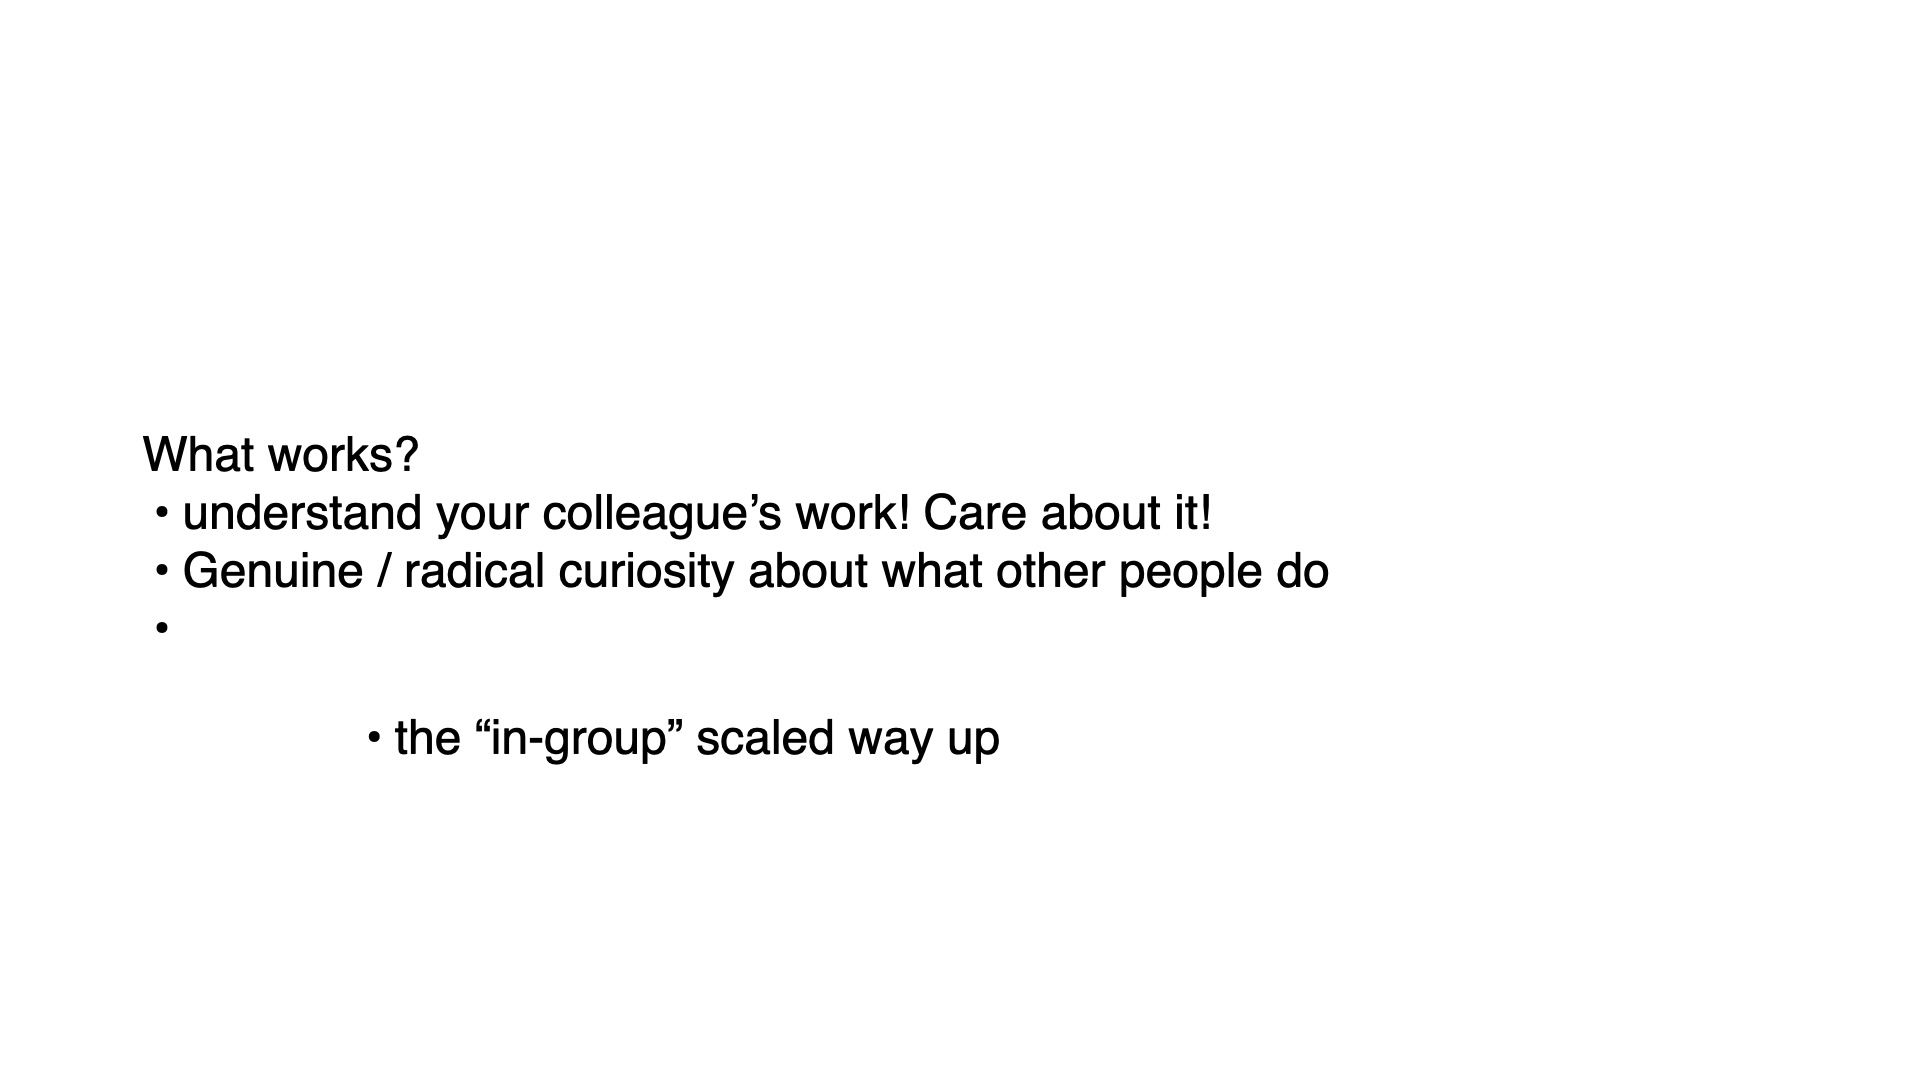 What works?
• understand your colleague’s work! Care about it!
• Genuine / radical curiosity about what other people do
•
• the “in-group” scaled way up